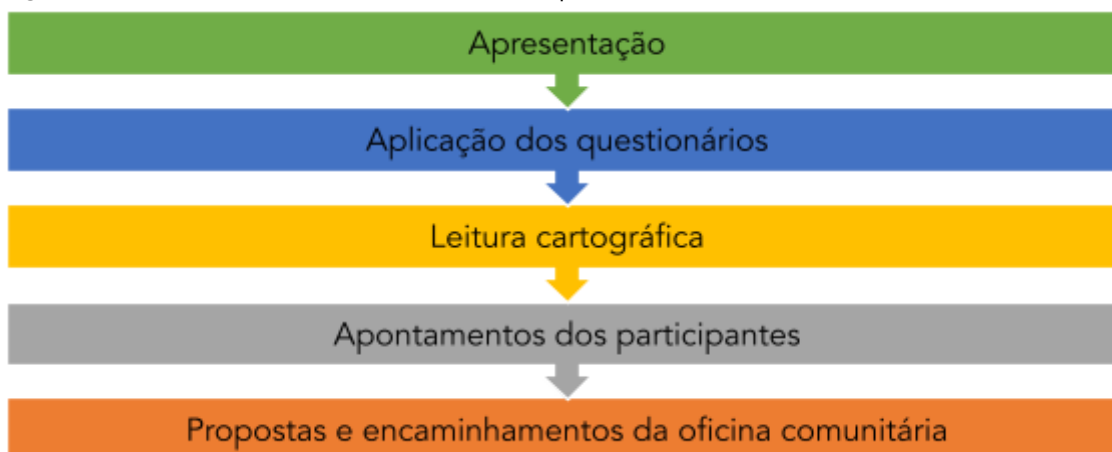 Apresentação
Aplicação dos questionários
Leitura cartográfica
Apontamentos dos participantes
Propostas e encaminhamentos da oficina comunitária